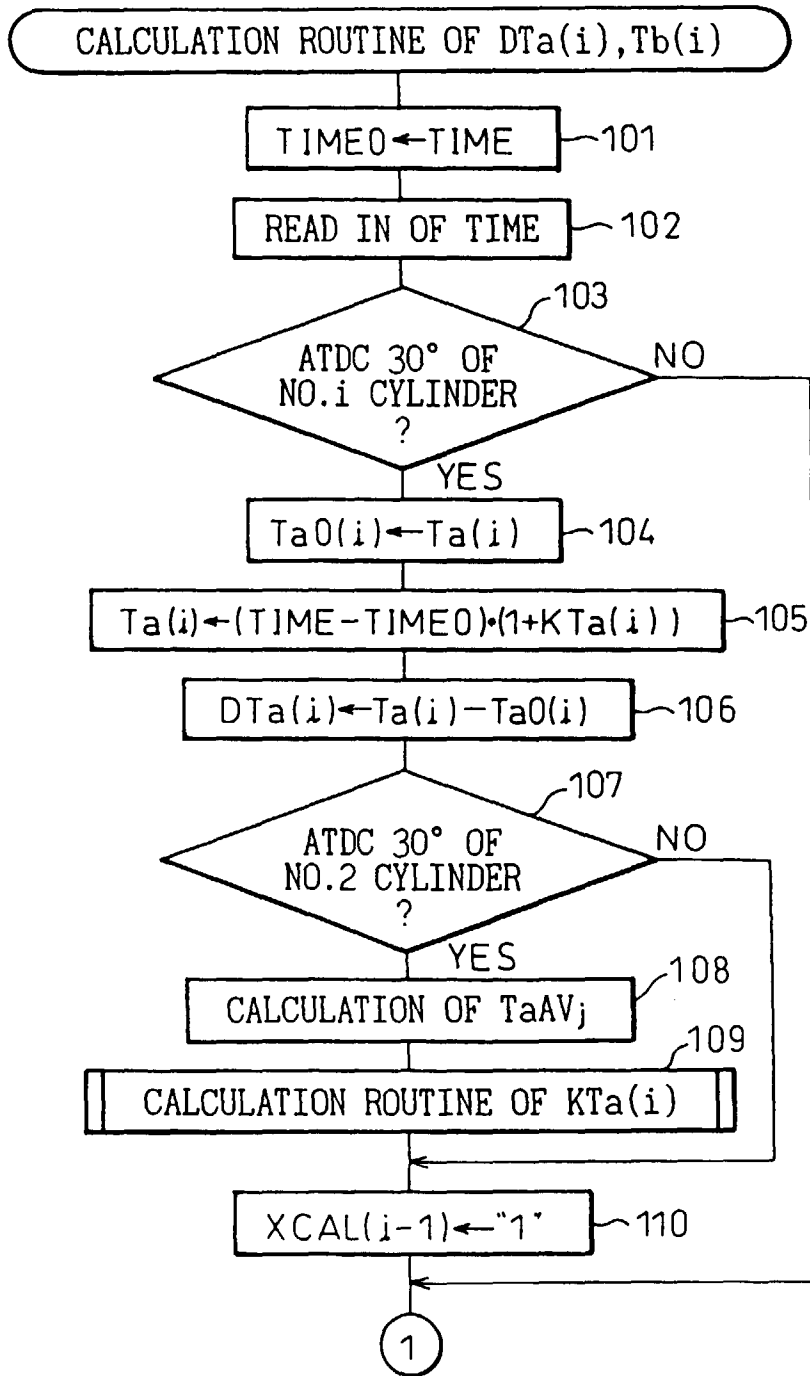 CALCULATION ROUTINE OF DTa(i),Tb(i)
TIME0←TIME
101
READ IN OF TIME
102
103
ATDC 30° OF
NO.i CYLINDER
?
NO
YES
Ta0(i)←Ta(i)
104
Ta(i)←(TIME-TIME0)•(1+KTa(i))
105
DTa(i)←Ta(i)-Ta0(i)
106
107
ATDC 30° OF
NO.2 CYLINDER
?
NO
YES
CALCULATION OF TaAVj
108
109
CALCULATION ROUTINE OF KTa(i)
XCAL(i-1)←"1"
110
1